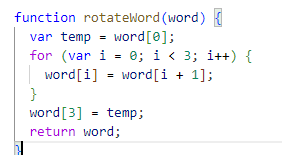 function rotateWord(word) {
  var temp = word[0];
  for (var i = 0; i < 3; i++) {
    word[i] = word[i + 1];
  }
  word[3] = temp;
  return word;
}